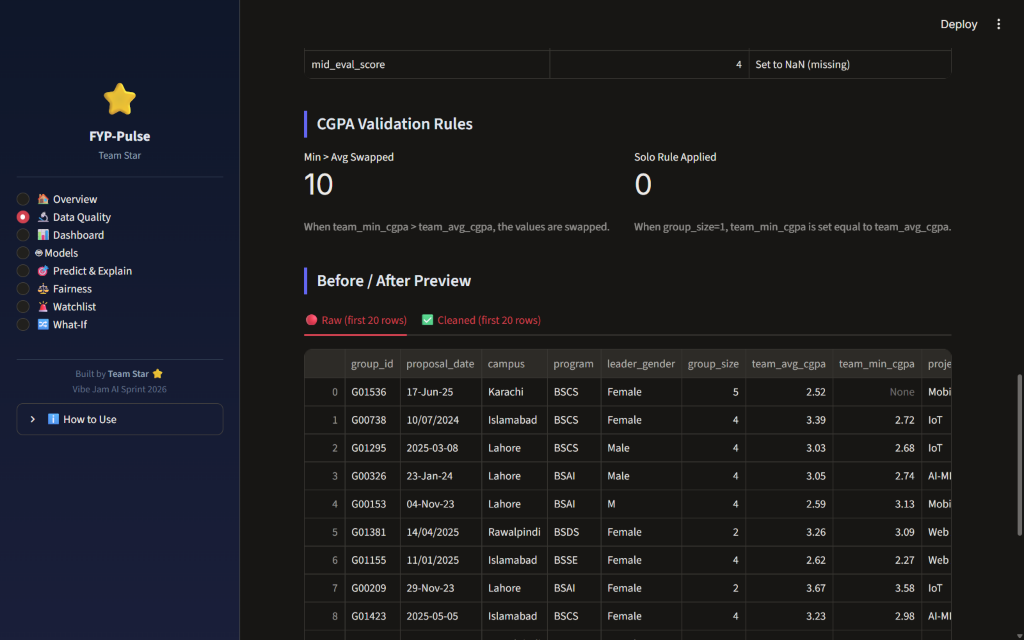 Deploy
FYP-Pulse
Team Star
Overview
Data Quality
Dashboard
Models
Predict & Explain
Fairness
Watchlist
What-If
Built by Team Star
Vibe Jam AI Sprint 2026
How to Use
mid_eval_score 4 Set to NaN (missing)
CGPA Validation Rules
Min > Avg Swapped Solo Rule Applied
10 0
When team_min_cgpa > team_avg_cgpa, the values are swapped. When group_size=1, team_min_cgpa is set equal to team_avg_cgpa.
Before / After Preview
Raw (first 20 rows) Cleaned (first 20 rows)
group_id proposal_date campus program leader_gender group_size team_avg_cgpa team_min_cgpa proje
0 G01536 17-Jun-25 Karachi BSCS Female 5 2.52 None Mobi
1 G00738 10/07/2024 Islamabad BSCS Female 4 3.39 2.72 IoT
2 G01295 2025-03-08 Lahore BSCS Male 4 3.03 2.68 IoT
3 G00326 23-Jan-24 Lahore BSAI Male 4 3.05 2.74 AI-M
4 G00153 04-Nov-23 Lahore BSAI M 4 2.59 3.13 Mobi
5 G01381 14/04/2025 Rawalpindi BSDS Female 2 3.26 3.09 Web
6 G01155 11/01/2025 Islamabad BSSE Female 4 2.62 2.27 Web
7 G00209 29-Nov-23 Lahore BSAI Female 2 3.67 3.58 IoT
8 G01423 2025-05-05 Islamabad BSCS Female 4 3.23 2.98 AI-M